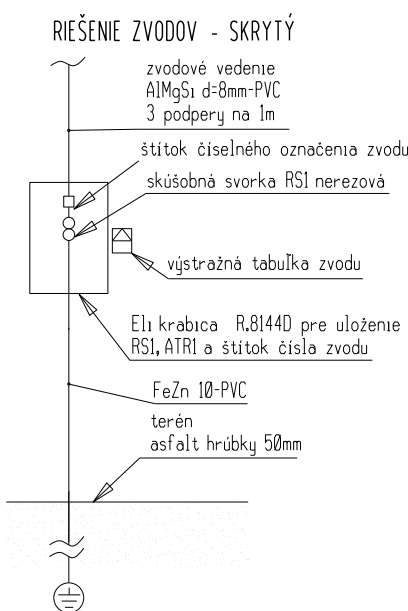 RIEŠENIE ZVODOV - SKRYTÝ
zvodové vedenie
AlMgSi d=8mm-PVC
3 podpery na 1m
štítok číselného označenia zvodu
skúšobná svorka RS1 nerezová
výstražná tabuľka zvodu
Eli krabica R.8144D pre uloženie
RS1, ATR1 a štítok čísla zvodu
FeZn 10-PVC
terén
asfalt hrúbky 50mm